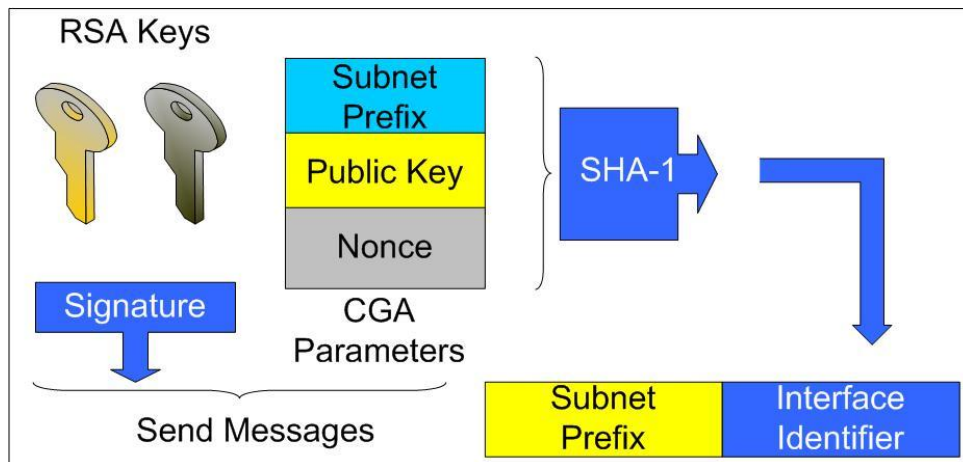 RSA Keys
Subnet
Prefix
Public Key
Nonce
CGA
Parameters
SHA-1
Signature
Send Messages
Subnet
Prefix
Interface
Identifier